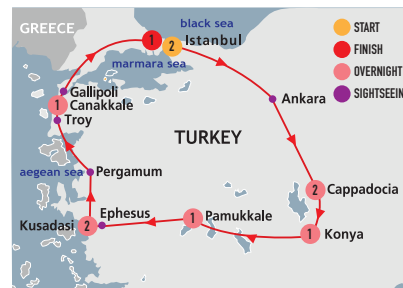 GREECE
black sea
START
FINISH
OVERNIGHT
SIGHTSEEIN
1
2
Istanbul
marmara sea
Gallipoli
1
Canakkale
Troy
Ankara
TURKEY
aegean sea
Pergamum
2
Cappadocia
Ephesus
Kusadasi
2
1
Pamukkale
1
Konya